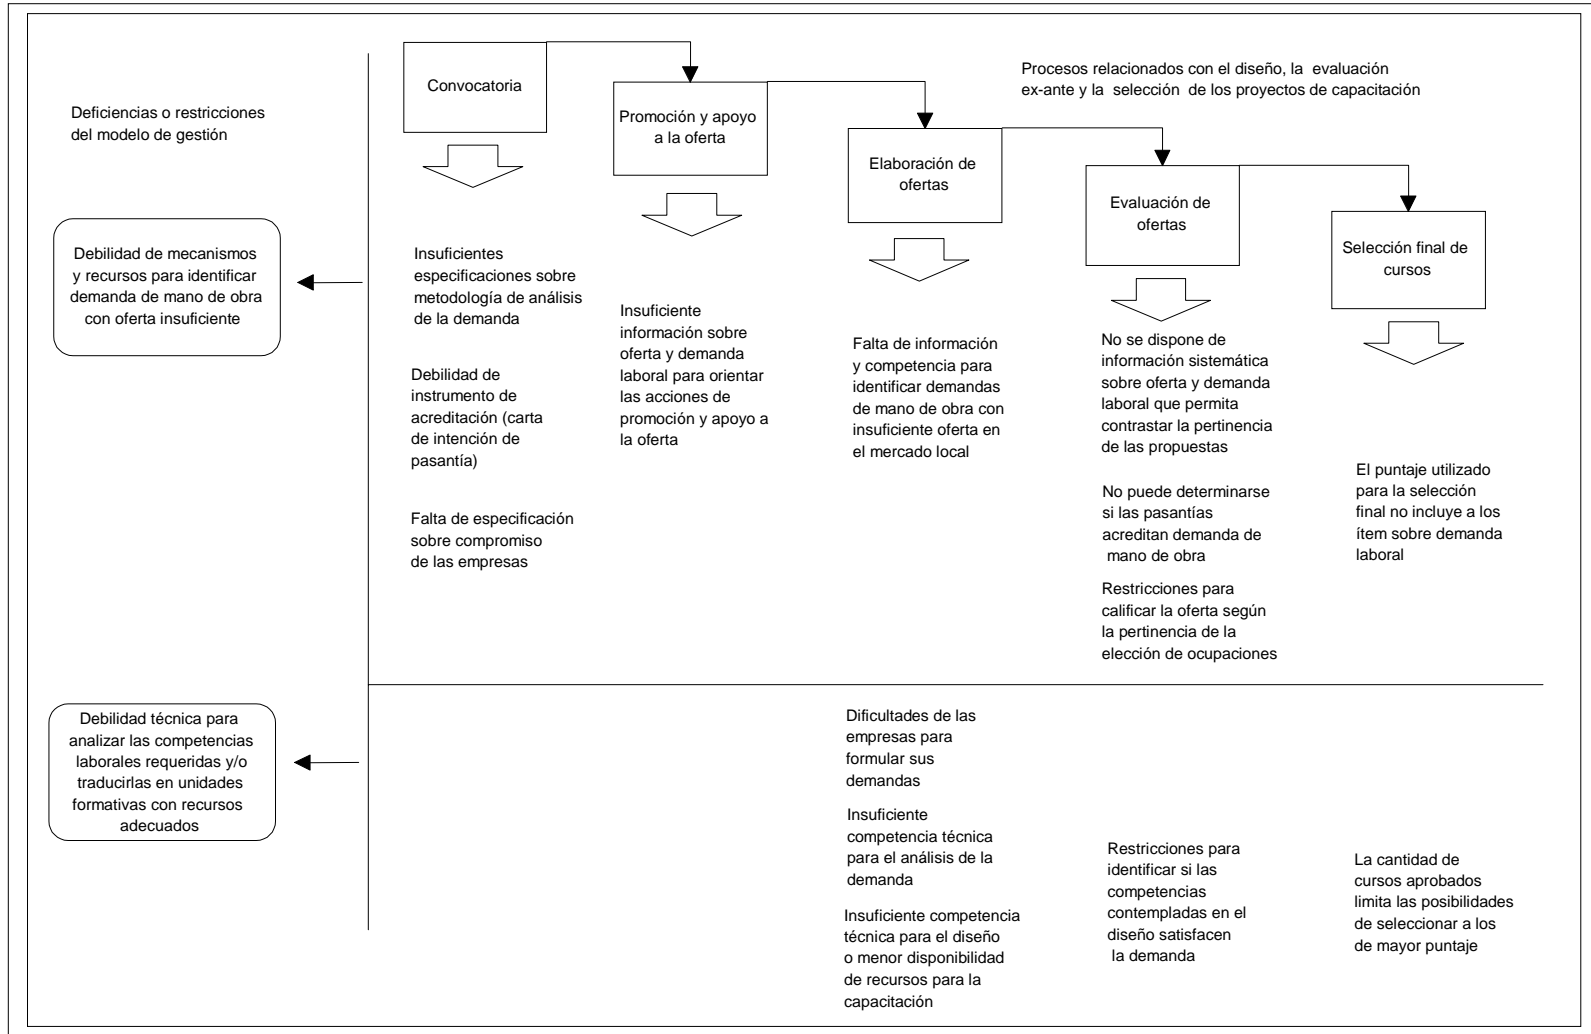 Convocatoria
Promoción y apoyo
a la oferta
Elaboración de
ofertas
Evaluación de
ofertas
Selección final de
cursos
Procesos relacionados con el diseño, la evaluación
ex-ante y la selección de los proyectos de capacitación
Deficiencias o restricciones
del modelo de gestión
Debilidad de mecanismos
y recursos para identificar
demanda de mano de obra
con oferta insuficiente
Insuficientes
especificaciones sobre
metodología de análisis
de la demanda
Debilidad de
instrumento de
acreditación (carta
de intención de
pasantía)
Falta de especificación
sobre compromiso
de las empresas
Insuficiente
información sobre
oferta y demanda
laboral para orientar
las acciones de
promoción y apoyo a
la oferta
Falta de información
y competencia para
identificar demandas
de mano de obra con
insuficiente oferta en
el mercado local
No se dispone de
información sistemática
sobre oferta y demanda
laboral que permita
contrastar la pertinencia
de las propuestas
No puede determinarse
si las pasantías
acreditan demanda de
mano de obra
Restricciones para
calificar la oferta según
la pertinencia de la
elección de ocupaciones
El puntaje utilizado
para la selección
final no incluye a los
ítem sobre demanda
laboral
Debilidad técnica para
analizar las competencias
laborales requeridas y/o
traducirlas en unidades
formativas con recursos
adecuados
Dificultades de las
empresas para
formular sus
demandas
Insuficiente
competencia técnica
para el análisis de la
demanda
Insuficiente competencia
técnica para el diseño
o menor disponibilidad
de recursos para la
capacitación
Restricciones para
identificar si las
competencias
contempladas en el
diseño satisfacen
la demanda
La cantidad de
cursos aprobados
limita las posibilidades
de seleccionar a los
de mayor puntaje